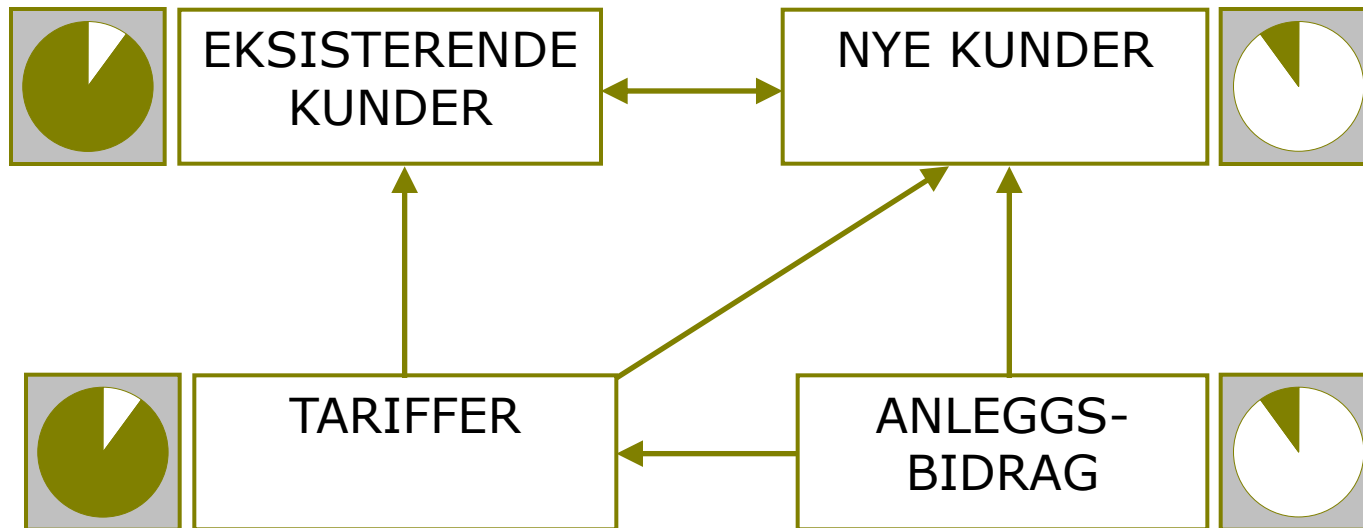 EKSISTERENDE
KUNDER
NYE KUNDER
TARIFFER
ANLEGGS-
BIDRAG